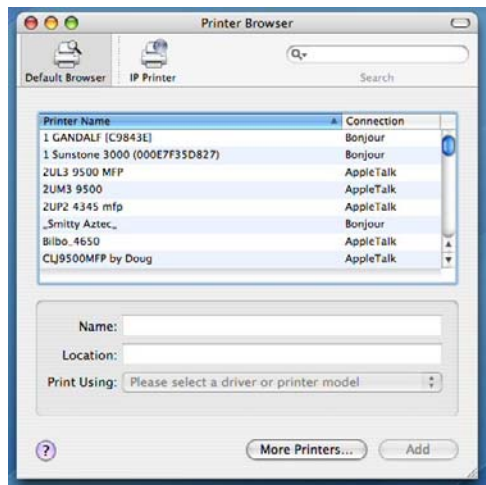 Printer Browser
Default Browser IP Printer Search
Printer Name Connection
1 GANDALF [C9843E] Bonjour
1 Sunstone 3000 (000E7F35D827) Bonjour
2UL3 9500 MFP AppleTalk
2UM3 9500 AppleTalk
2UP2 4345 mfp AppleTalk
_Smitty Aztec_ Bonjour
Bilbo_4650 AppleTalk
CLJ9500MFP by Doug AppleTalk
Name:
Location:
Print Using: Please select a driver or printer model
? More Printers... Add